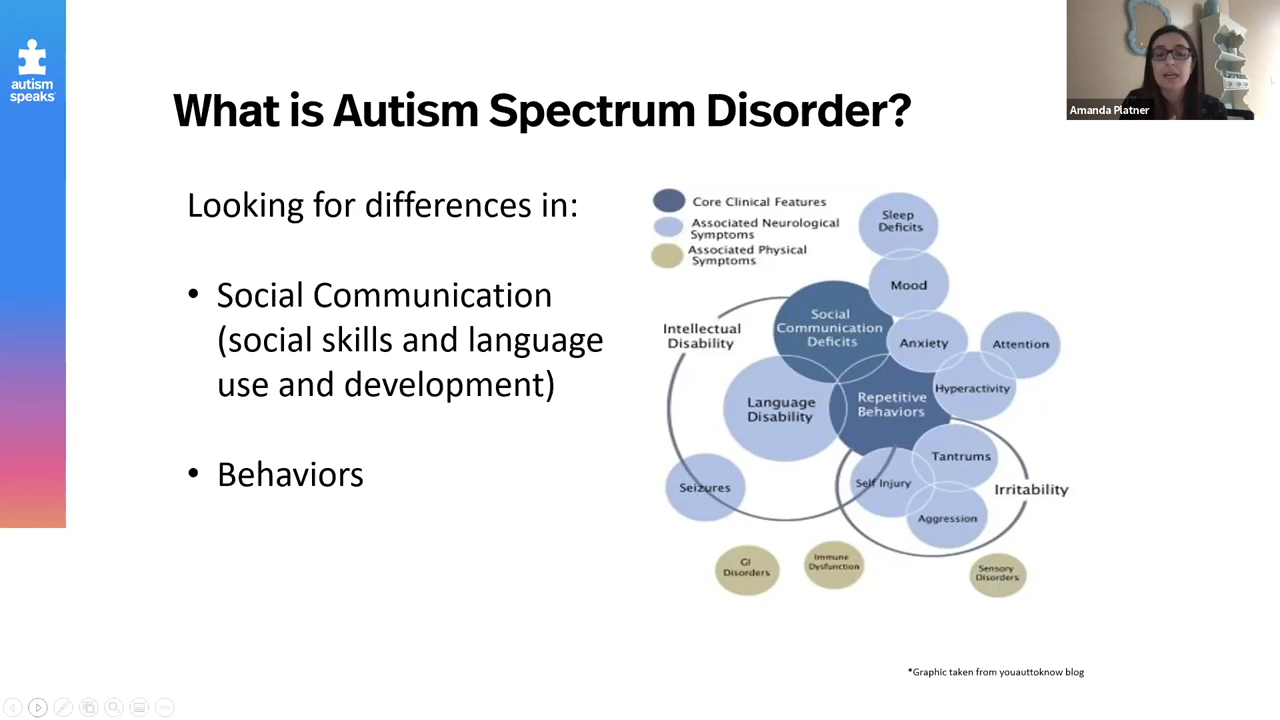 autism
speaks
Amanda Platner
What is Autism Spectrum Disorder?
Looking for differences in:
• Social Communication
(social skills and language
use and development)
• Behaviors
Core Clinical Features
Associated Neurological
Symptoms
Associated Physical
Symptoms
Sleep
Deficits
Mood
Social
Communication
Deficits
Intellectual
Disability
Anxiety
Attention
Hyperactivity
Language
Disability
Repetitive
Behaviors
Tantrums
Seizures
Self Injury
Irritability
Aggression
GI
Disorders
Immune
Dysfunction
Sensory
Disorders
*Graphic taken from youauttoknow blog